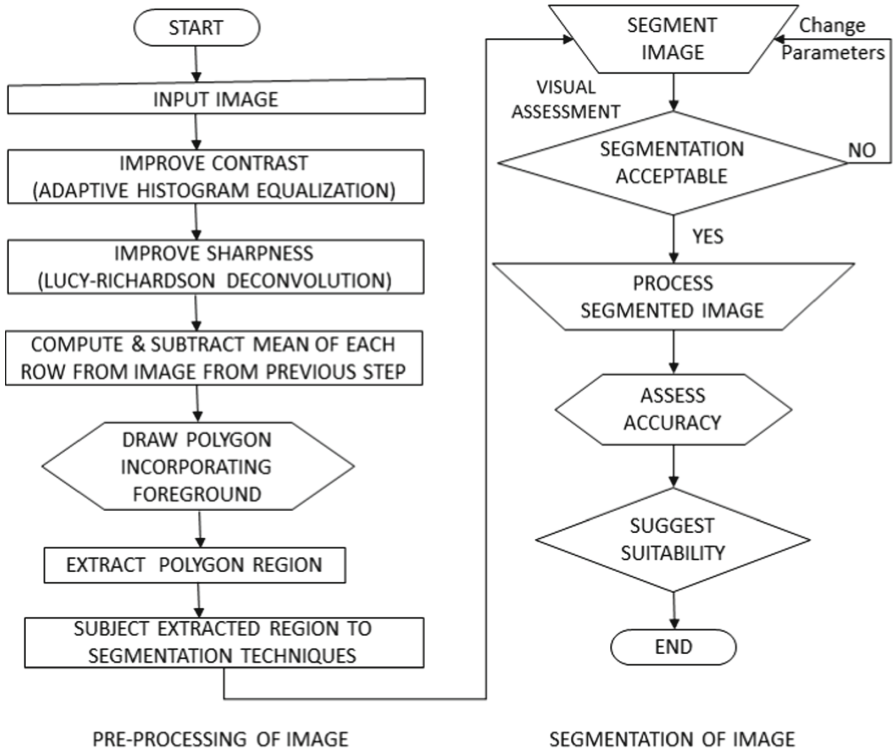 START
INPUT IMAGE
IMPROVE CONTRAST
(ADAPTIVE HISTOGRAM EQUALIZATION)
IMPROVE SHARPNESS
(LUCY-RICHARDSON DECONVOLUTION)
COMPUTE & SUBTRACT MEAN OF EACH
ROW FROM IMAGE FROM PREVIOUS STEP
DRAW POLYGON
INCORPORATING
FOREGROUND
EXTRACT POLYGON REGION
SUBJECT EXTRACTED REGION TO
SEGMENTATION TECHNIQUES
PRE-PROCESSING OF IMAGE
SEGMENT
IMAGE
Change
Parameters
VISUAL
ASSESSMENT
SEGMENTATION
ACCEPTABLE
NO
YES
PROCESS
SEGMENTED IMAGE
ASSESS
ACCURACY
SUGGEST
SUITABILITY
END
SEGMENTATION OF IMAGE